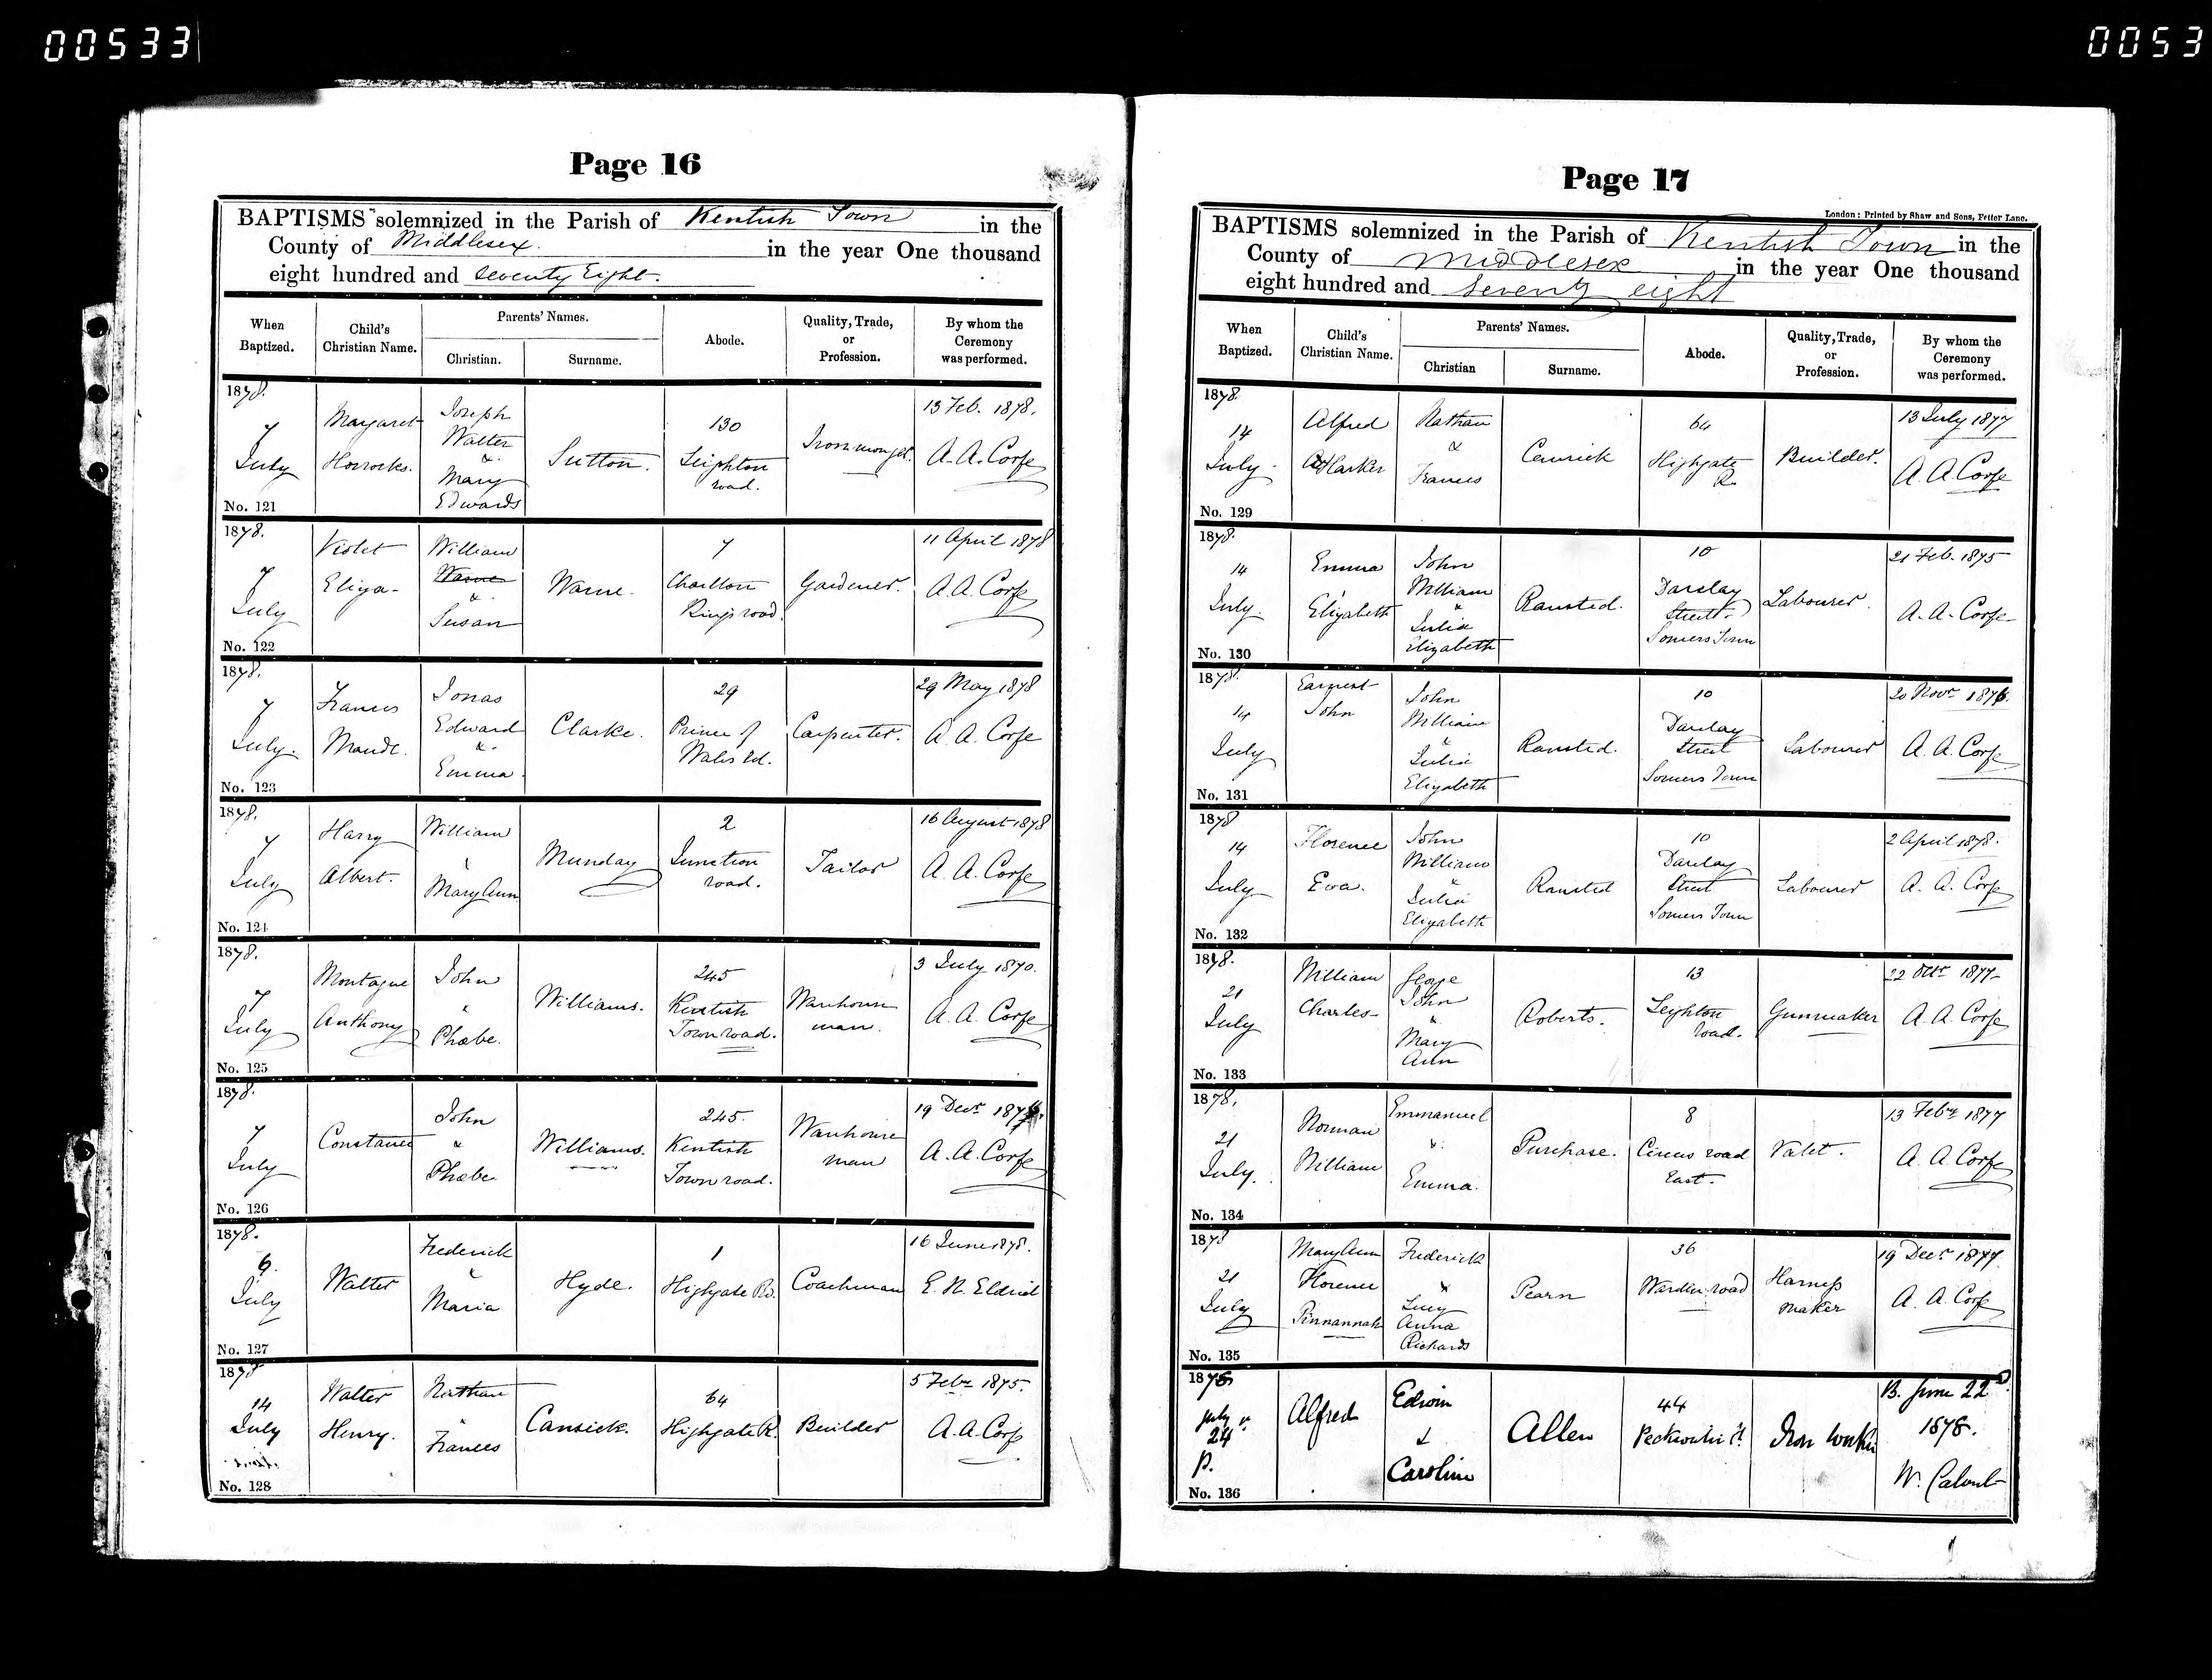 00533
0053
Page 16
BAPTISMS solemnized in the Parish of Kentish Town in the
County of Middlesex. in the year One thousand
eight hundred and seventy Eight.
When Baptized.
Child's Christian Name.
Parents' Names.
Christian.
Surname.
Abode.
Quality, Trade, or Profession.
By whom the Ceremony was performed.
1878.
7
July
No. 121
Margaret
Horrocks.
Joseph
Walter
&
Mary
Edwards
Sutton.
130
Leighton
road.
Ironmonger.
13 Feb. 1878.
A. A. Corfe
1878.
7
July
No. 122
Violet
Eliza-
William
Warne
&
Susan
Warne.
7
Charlton
Kings road.
Gardener.
11 April 1878
A. A. Corfe
1878.
7
July.
No. 123
Frances
Maude.
Jonas
Edward
&
Emma.
Clarke.
29
Prince of
Wales Rd.
Carpenter.
29 May 1878
A. A. Corfe
1878.
7
July
No. 124
Harry
Albert.
William
&
Mary Ann
Munday
2
Junction
road.
Tailor
16 August 1878
A. A. Corfe
1878.
7
July
No. 125
Montague
Anthony
John
&
Phœbe.
Williams.
245
Kentish
Town road.
Warehouse
man.
3 July 1870.
A. A. Corfe
1878.
7
July
No. 126
Constance
John
&
Phœbe
Williams.
245.
Kentish
Town road.
Warehouse
man
19 Decr.
A. A. Corfe
1878.
July
No. 127
Walter
Frederick
&
Maria
Hyde.
1
Highgate Rd.
Coachman
16 June 1878.
E. N. Eldrid
1878
14
July
No. 128
Walter
Henry.
Nathan
&
Frances
Cansick.
64
Highgate R.
Builder
5 Feby 1875.
A. A. Corfe
Page 17
London: Printed by Shaw and Sons, Fetter Lane.
BAPTISMS solemnized in the Parish of Kentish Town in the
County of Middlesex in the year One thousand
eight hundred and seventy eight
When Baptized.
Child's Christian Name.
Parents' Names.
Christian
Surname.
Abode.
Quality, Trade, or Profession.
By whom the Ceremony was performed.
1878.
14
July.
No. 129
Alfred
Harker
Nathan
&
Frances
Cansick
64
Highgate
R.
Builder.
13 July 1877
A. A. Corfe
1878.
14
July.
No. 130
Emma
Elizabeth
John
William
&
Julia
Elizabeth
Ransted.
10
Darclay
Street.
Somers Town
Labourer.
21 Feb. 1875
A. A. Corfe
1878.
14
July
No. 131
Earnest
John
John
William
&
Julia
Elizabeth
Ransted.
10
Darclay
Street
Somers Town
Labourer
20 Novr 1876.
A. A. Corfe
1878
14
July
No. 132
Florence
Eva.
John
William
&
Julia
Elizabeth
Ransted
10
Darclay
Street
Somers Town
Labourer
2 April 1878.
A. A. Corfe
1878.
21
July
No. 133
William
Charles
George
John
&
Mary
Ann
Roberts.
13
Leighton
road.
Gunmaker
22 Octr 1877
A. A. Corfe
1878.
21
July.
No. 134
Norman
William
Emmanuel
&
Emma.
Purchase.
8
Circus road
East.
Valet.
13 Feby 1877
A. A. Corfe
1878
21
July
No. 135
Mary Ann
Florence
Pinnannah
Frederick
&
Lucy
Anna
Richards
Pearn
36
Warden road
Harness
maker
19 Decr 1877.
A. A. Corfe
1878
July
24
p.
No. 136
Alfred
Edwin
&
Caroline
Allen
44
Iron worker
B. June 22d.
1878.
W. Calvert